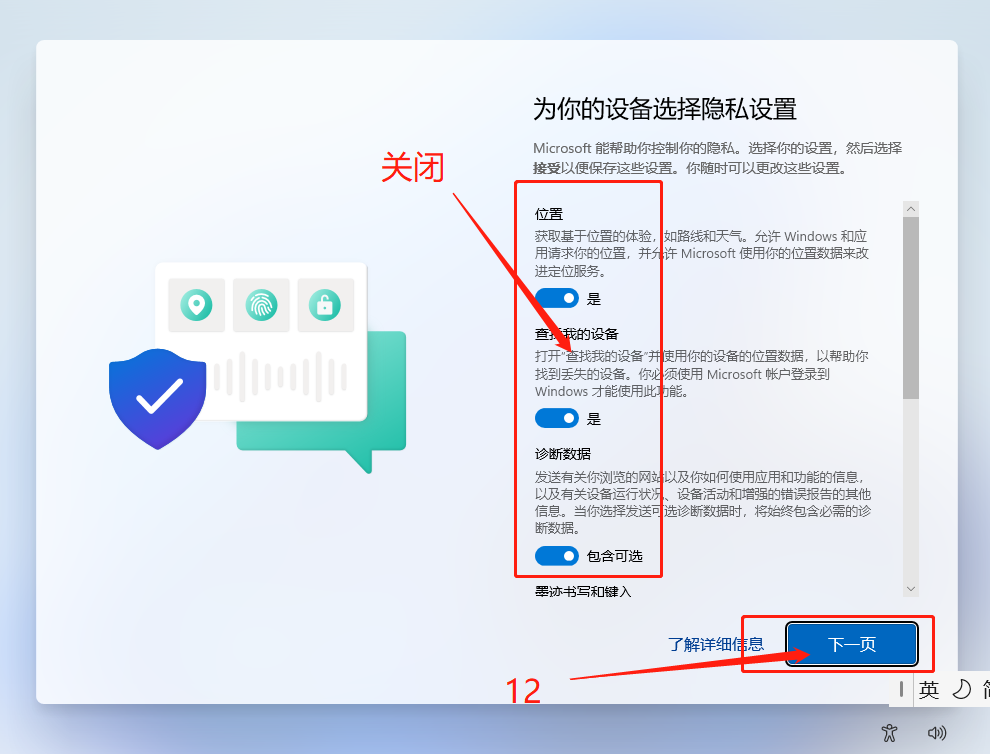 为你的设备选择隐私设置
Microsoft 能帮助你控制你的隐私。选择你的设置，然后选择
接受以便保存这些设置。你随时可以更改这些设置。
关闭
位置
获取基于位置的体验，如路线和天气。允许 Windows 和应
用请求你的位置，并允许 Microsoft 使用你的位置数据来改
进定位服务。
是
查找我的设备
打开“查找我的设备”并使用你的设备的位置数据，以帮助你
找到丢失的设备。你必须使用 Microsoft 帐户登录到
Windows 才能使用此功能。
是
诊断数据
发送有关你浏览的网站以及你如何使用应用和功能的信息，
以及有关设备运行状况、设备活动和增强的错误报告的其他
信息。当你选择发送可选诊断数据时，将始终包含必需的诊
断数据。
包含可选
墨迹书写和键入
了解详细信息
下一页
12
英